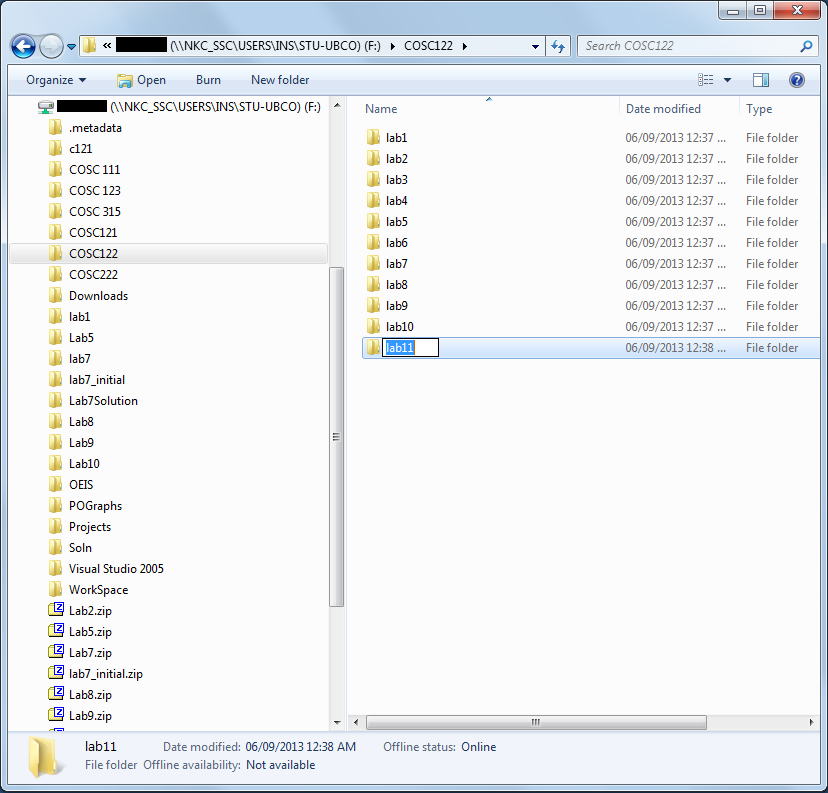 « (\\NKC_SSC\USERS\INS\STU-UBCO) (F:) ▸ COSC122 ▸ Search COSC122
Organize Open Burn New folder
(\\NKC_SSC\USERS\INS\STU-UBCO) (F:)
.metadata
c121
COSC 111
COSC 123
COSC 315
COSC121
COSC122
COSC222
Downloads
lab1
Lab5
lab7
lab7_initial
Lab7Solution
Lab8
Lab9
Lab10
OEIS
POGraphs
Projects
Soln
Visual Studio 2005
WorkSpace
Lab2.zip
Lab5.zip
Lab7.zip
lab7_initial.zip
Lab8.zip
Lab9.zip
Name Date modified Type
lab1 06/09/2013 12:37 ... File folder
lab2 06/09/2013 12:37 ... File folder
lab3 06/09/2013 12:37 ... File folder
lab4 06/09/2013 12:37 ... File folder
lab5 06/09/2013 12:37 ... File folder
lab6 06/09/2013 12:37 ... File folder
lab7 06/09/2013 12:37 ... File folder
lab8 06/09/2013 12:37 ... File folder
lab9 06/09/2013 12:37 ... File folder
lab10 06/09/2013 12:37 ... File folder
lab11 06/09/2013 12:38 ... File folder
lab11 Date modified: 06/09/2013 12:38 AM Offline status: Online
File folder Offline availability: Not available